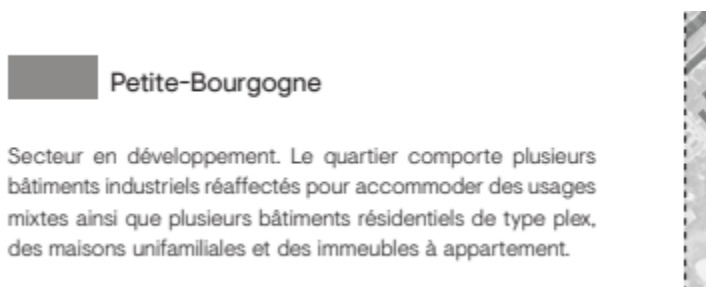 Petite-Bourgogne
Secteur en développement. Le quartier comporte plusieurs
bâtiments industriels réaffectés pour accommoder des usages
mixtes ainsi que plusieurs bâtiments résidentiels de type plex,
des maisons unifamiliales et des immeubles à appartement.